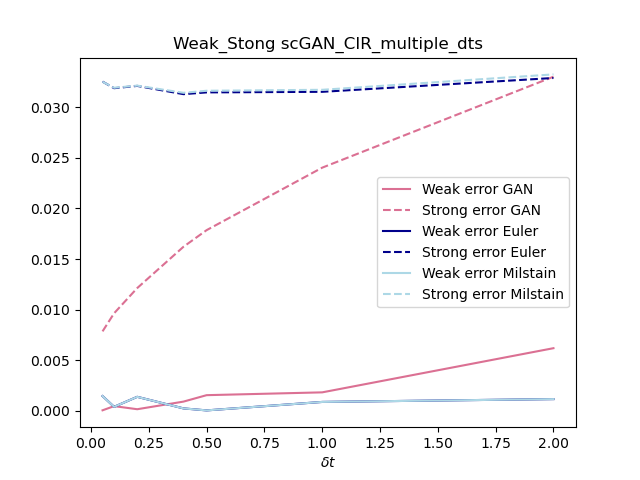 Weak_Stong scGAN_CIR_multiple_dts
0.030
0.025
0.020
0.015
0.010
0.005
0.000
Weak error GAN
Strong error GAN
Weak error Euler
Strong error Euler
Weak error Milstain
Strong error Milstain
0.00 0.25 0.50 0.75 1.00 1.25 1.50 1.75 2.00
δt